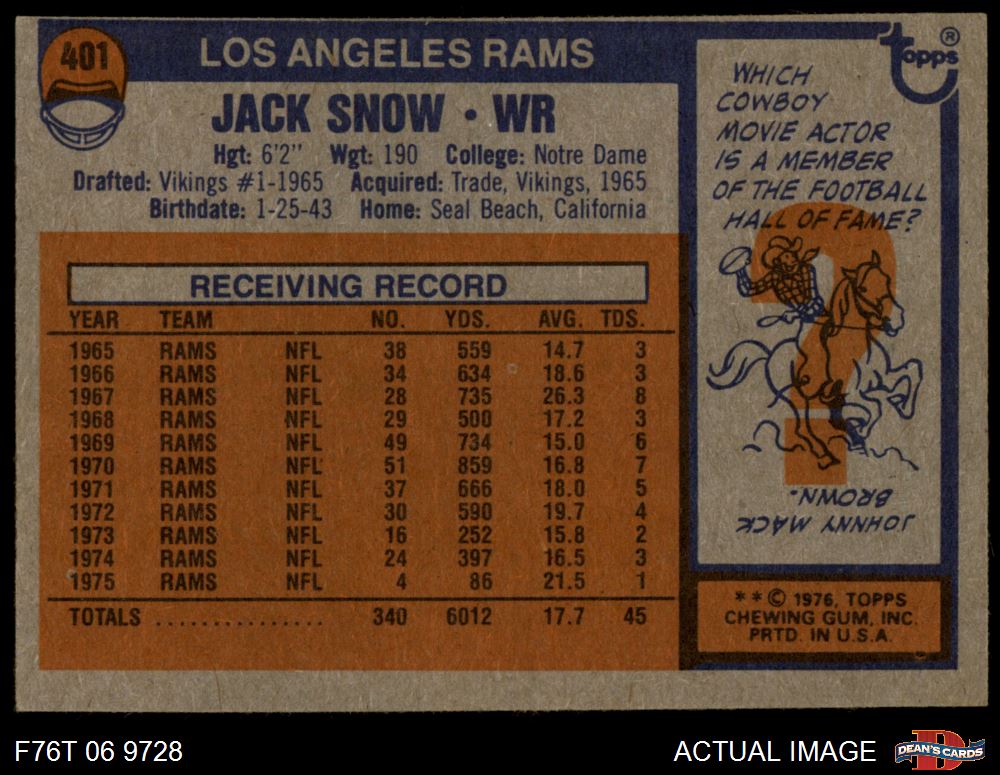 401
LOS ANGELES RAMS
JACK SNOW • WR
Hgt: 6'2" Wgt: 190 College: Notre Dame
Drafted: Vikings #1-1965 Acquired: Trade, Vikings, 1965
Birthdate: 1-25-43 Home: Seal Beach, California
RECEIVING RECORD
YEAR TEAM NO. YDS. AVG. TDS.
1965 RAMS NFL 38 559 14.7 3
1966 RAMS NFL 34 634 18.6 3
1967 RAMS NFL 28 735 26.3 8
1968 RAMS NFL 29 500 17.2 3
1969 RAMS NFL 49 734 15.0 6
1970 RAMS NFL 51 859 16.8 7
1971 RAMS NFL 37 666 18.0 5
1972 RAMS NFL 30 590 19.7 4
1973 RAMS NFL 16 252 15.8 2
1974 RAMS NFL 24 397 16.5 3
1975 RAMS NFL 4 86 21.5 1
TOTALS ............... 340 6012 17.7 45
Topps ®
WHICH
COWBOY
MOVIE ACTOR
IS A MEMBER
OF THE FOOTBALL
HALL OF FAME?
?
JOHNNY MACK
BROWN.
** © 1976, TOPPS
CHEWING GUM, INC.
PRTD. IN U.S.A.
F76T 06 9728
ACTUAL IMAGE
D
DEAN'S CARDS